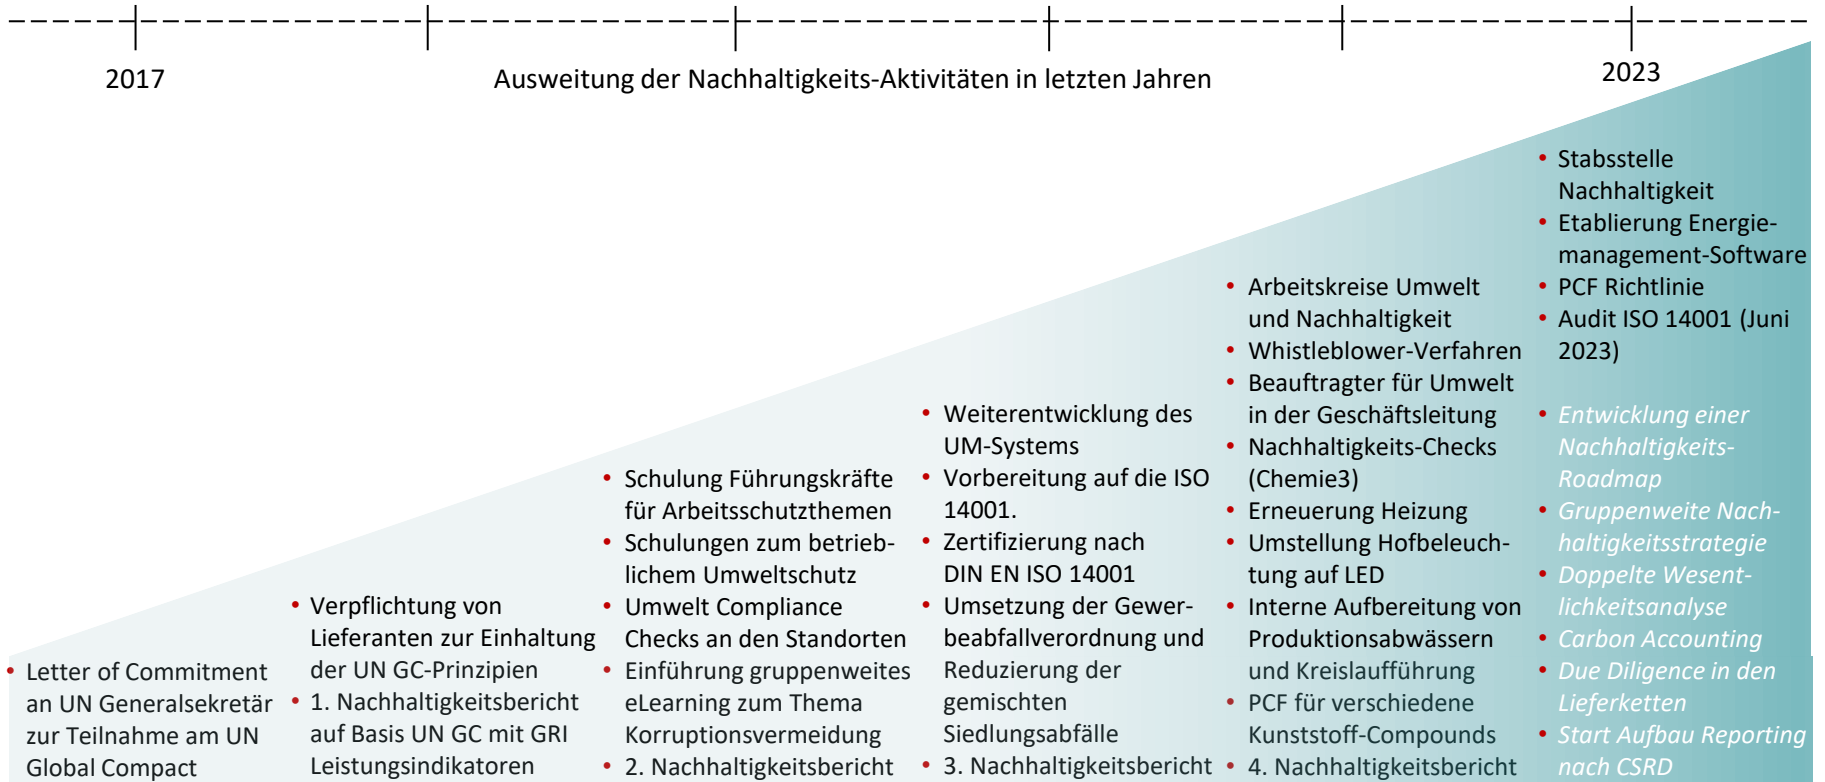 2017
Ausweitung der Nachhaltigkeits-Aktivitäten in letzten Jahren
2023
• Letter of Commitment
an UN Generalsekretär
zur Teilnahme am UN
Global Compact
• Verpflichtung von
Lieferanten zur Einhaltung
der UN GC-Prinzipien
• 1. Nachhaltigkeitsbericht
auf Basis UN GC mit GRI
Leistungsindikatoren
• Schulung Führungskräfte
für Arbeitsschutzthemen
• Schulungen zum betrieb-
lichem Umweltschutz
• Umwelt Compliance
Checks an den Standorten
• Einführung gruppenweites
eLearning zum Thema
Korruptionsvermeidung
• 2. Nachhaltigkeitsbericht
• Weiterentwicklung des
UM-Systems
• Vorbereitung auf die ISO
14001.
• Zertifizierung nach
DIN EN ISO 14001
• Umsetzung der Gewer-
beabfallverordnung und
Reduzierung der
gemischten
Siedlungsabfälle
• 3. Nachhaltigkeitsbericht
• Arbeitskreise Umwelt
und Nachhaltigkeit
• Whistleblower-Verfahren
• Beauftragter für Umwelt
in der Geschäftsleitung
• Nachhaltigkeits-Checks
(Chemie3)
• Erneuerung Heizung
• Umstellung Hofbeleuch-
tung auf LED
• Interne Aufbereitung von
Produktionsabwässern
und Kreislaufführung
• PCF für verschiedene
Kunststoff-Compounds
• 4. Nachhaltigkeitsbericht
• Stabsstelle
Nachhaltigkeit
• Etablierung Energie-
management-Software
• PCF Richtlinie
• Audit ISO 14001 (Juni
2023)
• Entwicklung einer
Nachhaltigkeits-
Roadmap
• Gruppenweite Nach-
haltigkeitsstrategie
• Doppelte Wesent-
lichkeitsanalyse
• Carbon Accounting
• Due Diligence in den
Lieferketten
• Start Aufbau Reporting
nach CSRD